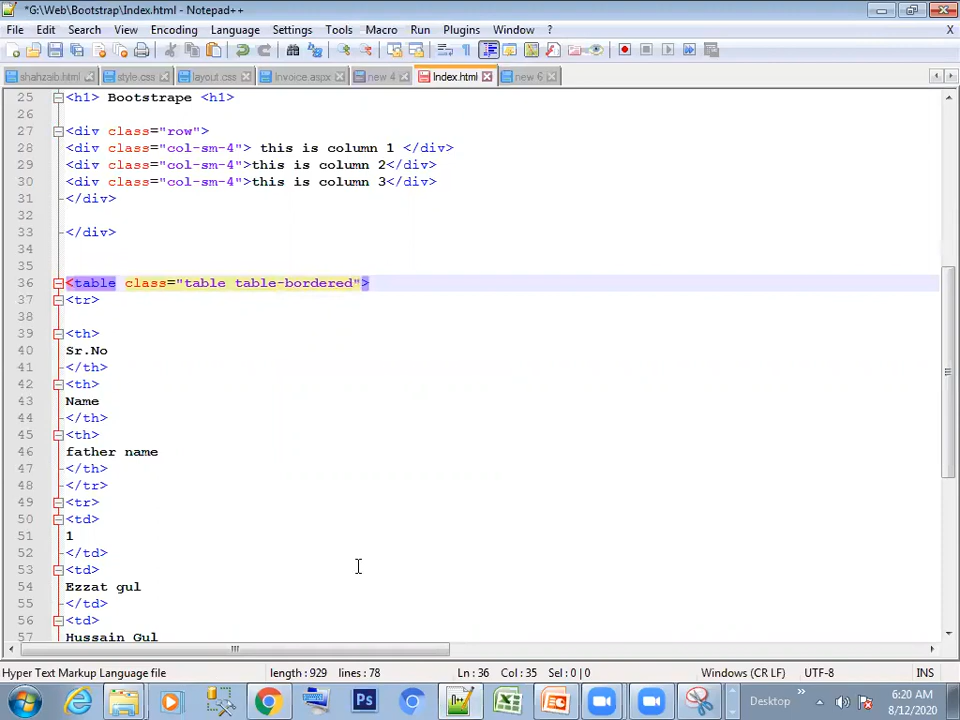 *G:\Web\Bootstrap\Index.html - Notepad++
File Edit Search View Encoding Language Settings Tools Macro Run Plugins Window ? X
shahzaib.html style.css layout.css invoice.aspx new 4 Index.html new 6
25 <h1> Bootstrape <h1>
26
27 <div class="row">
28 <div class="col-sm-4"> this is column 1 </div>
29 <div class="col-sm-4">this is column 2</div>
30 <div class="col-sm-4">this is column 3</div>
31 </div>
32
33 </div>
34
35
36 <table class="table table-bordered">
37 <tr>
38
39 <th>
40 Sr.No
41 </th>
42 <th>
43 Name
44 </th>
45 <th>
46 father name
47 </th>
48 </tr>
49 <tr>
50 <td>
51 1
52 </td>
53 <td>
54 Ezzat gul
55 </td>
56 <td>
57 Hussain Gul
Hyper Text Markup Language file length : 929 lines : 78 Ln : 36 Col : 35 Sel : 0 | 0 Windows (CR LF) UTF-8 INS
Ps Desktop » 6:20 AM
8/12/2020